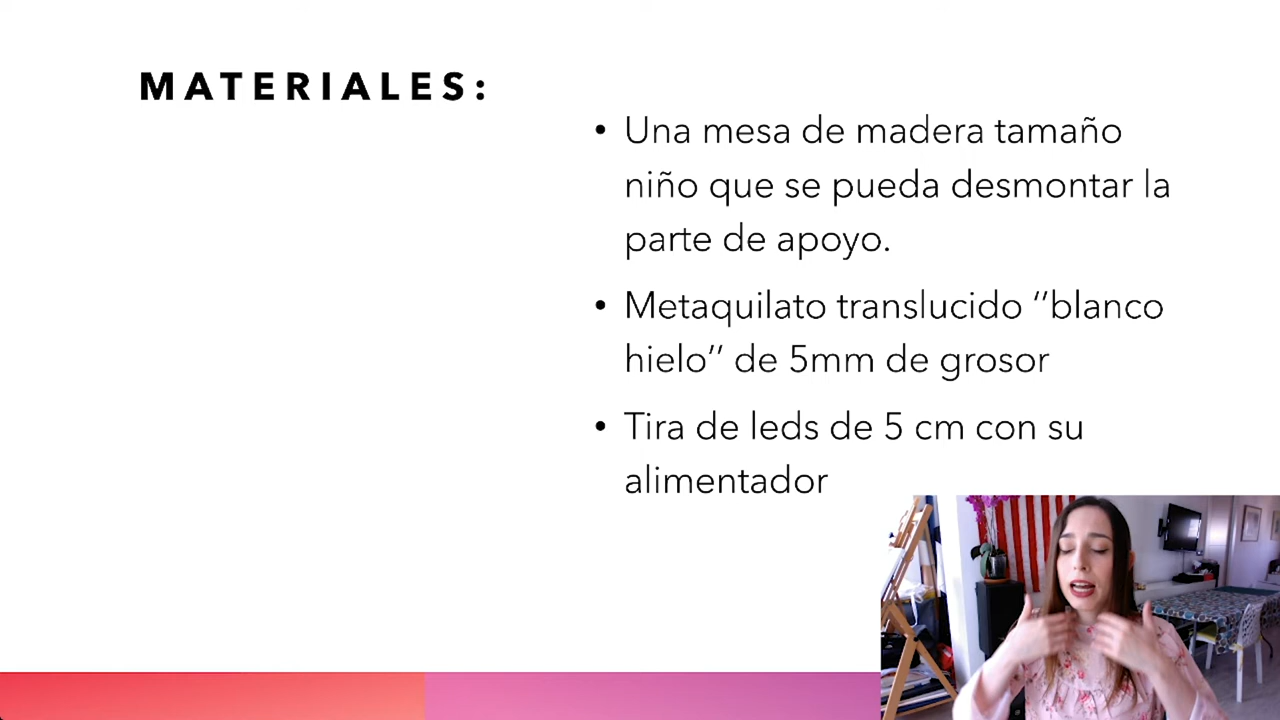 MATERIALES:
• Una mesa de madera tamaño
niño que se pueda desmontar la
parte de apoyo.
• Metaquilato translucido ‘’blanco
hielo’’ de 5mm de grosor
• Tira de leds de 5 cm con su
alimentador